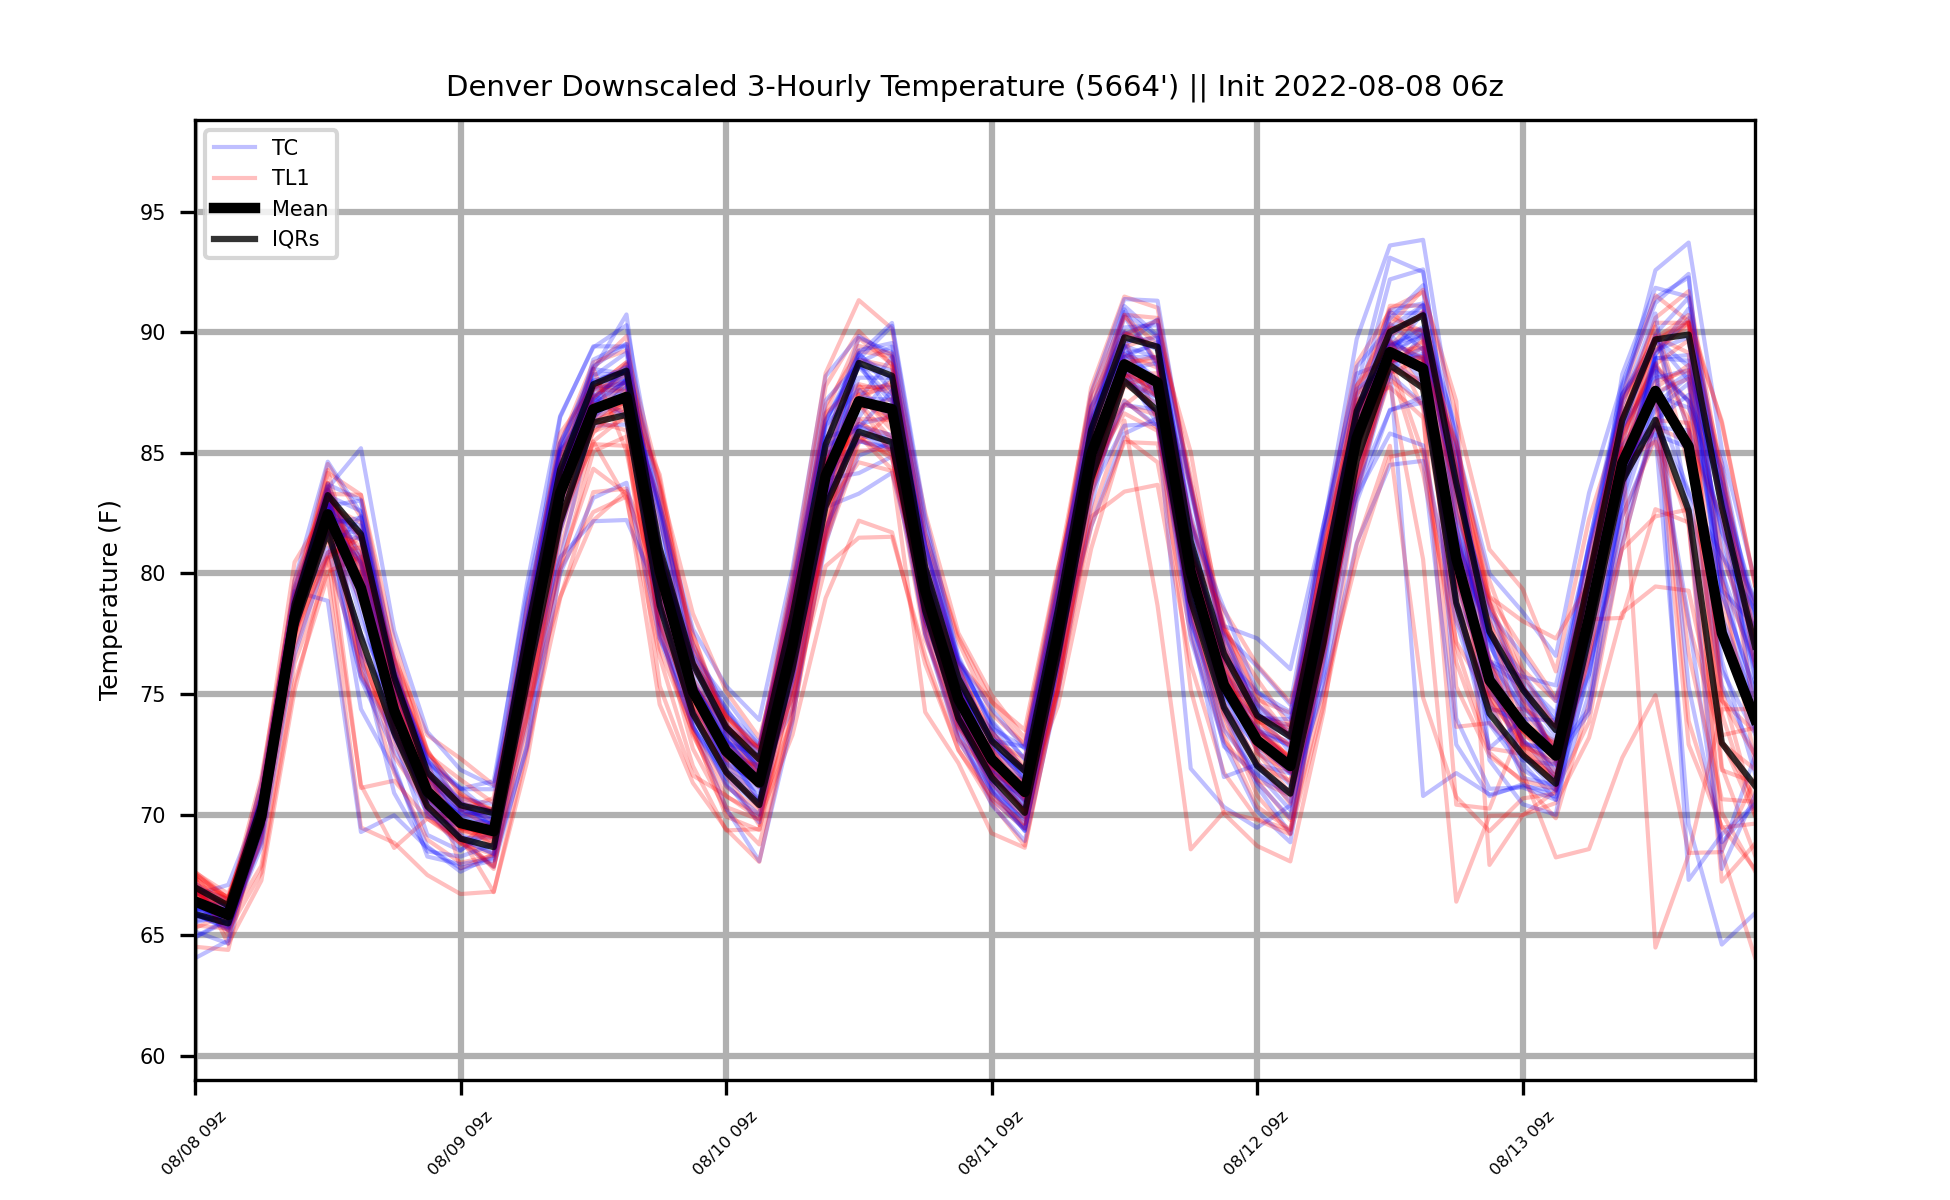 Denver Downscaled 3-Hourly Temperature (5664') || Init 2022-08-08 06z
TC
TL1
Mean
IQRs
Temperature (F)
95
90
85
80
75
70
65
60
08/08 09z
08/09 09z
08/10 09z
08/11 09z
08/12 09z
08/13 09z